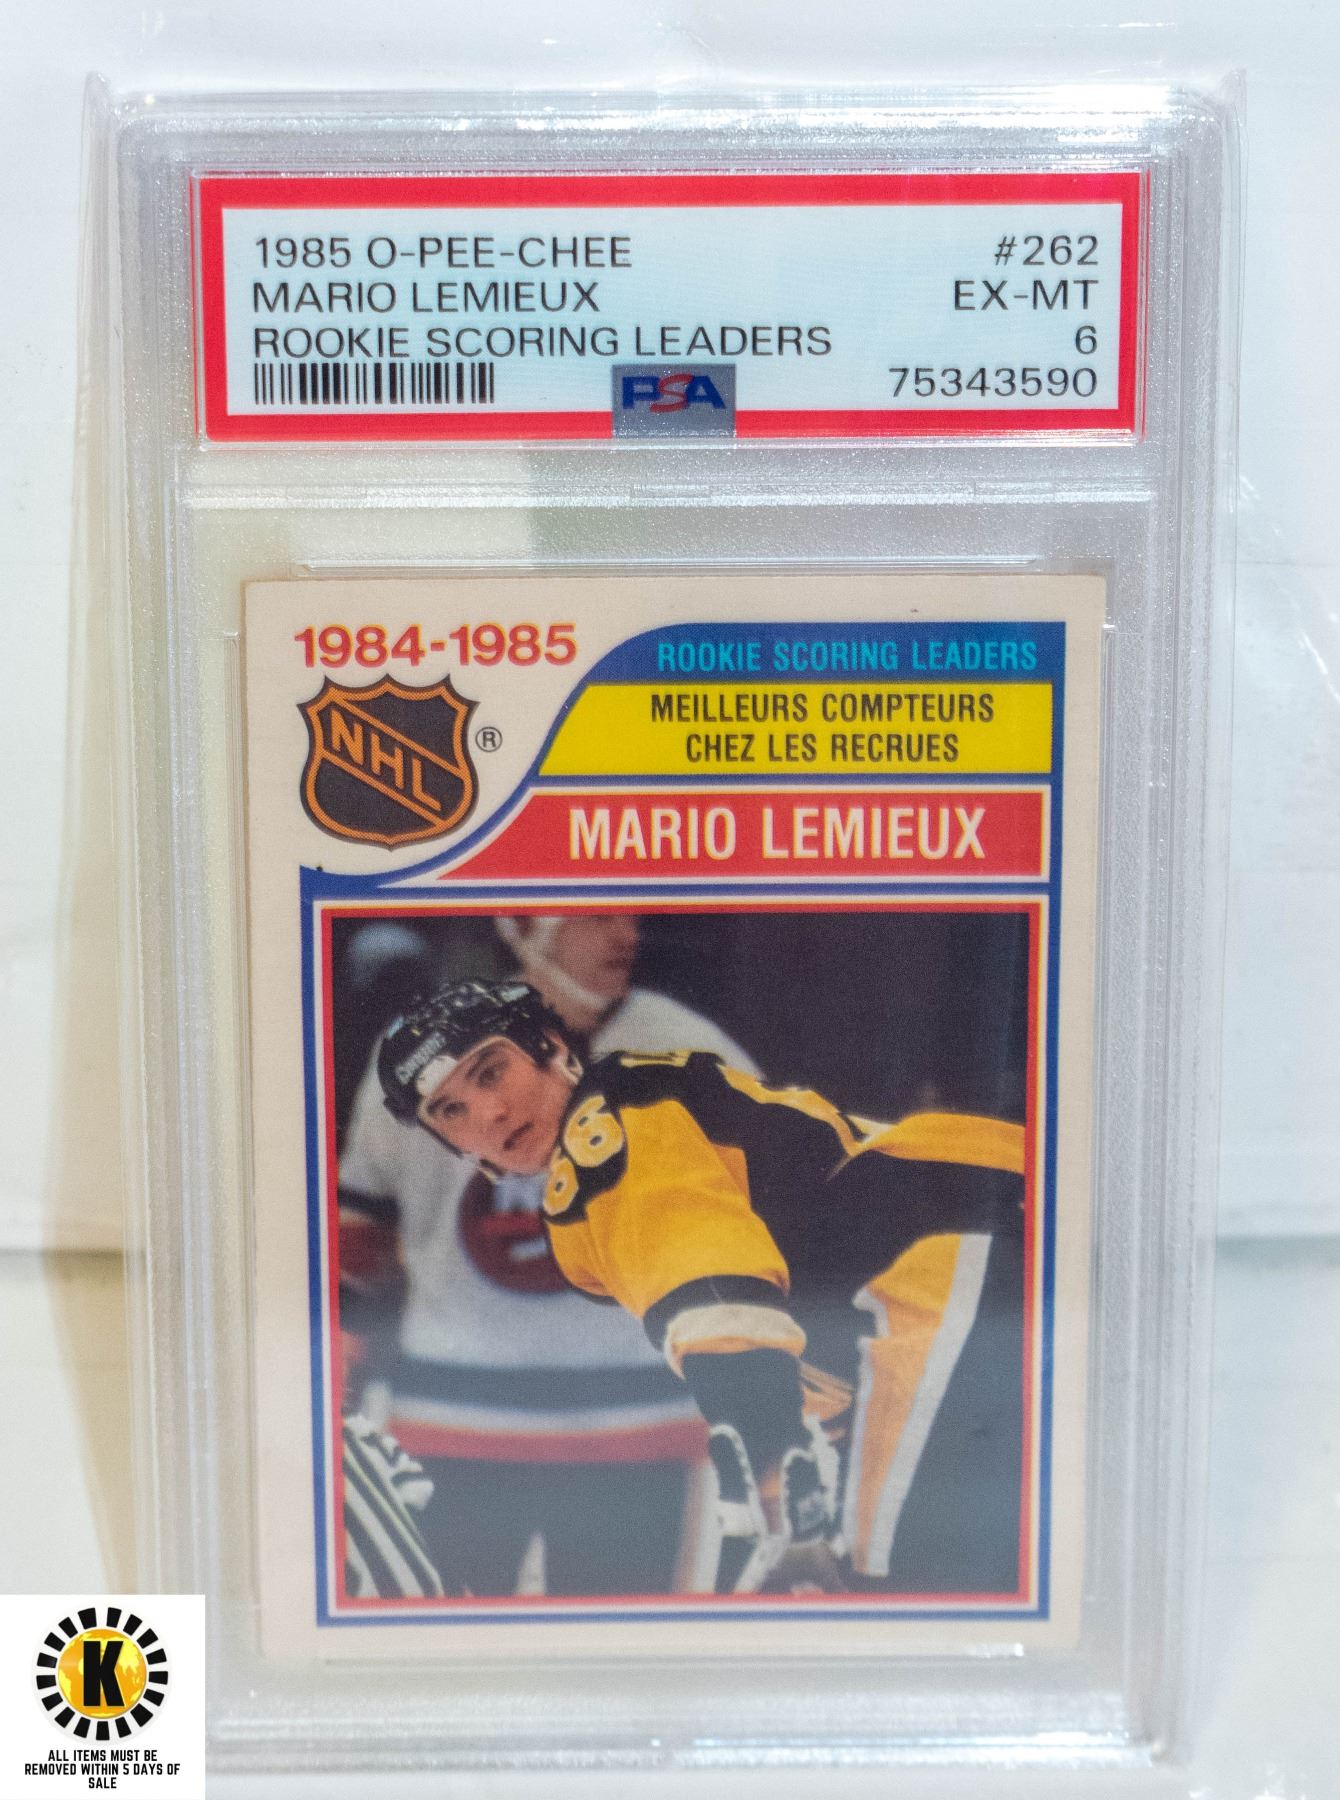 1985 O-PEE-CHEE #262
MARIO LEMIEUX EX-MT
ROOKIE SCORING LEADERS 6
PSA 75343590
1984-1985
ROOKIE SCORING LEADERS
MEILLEURS COMPTEURS
CHEZ LES RECRUES
NHL ®
MARIO LEMIEUX
66
K
ALL ITEMS MUST BE
REMOVED WITHIN 5 DAYS OF
SALE